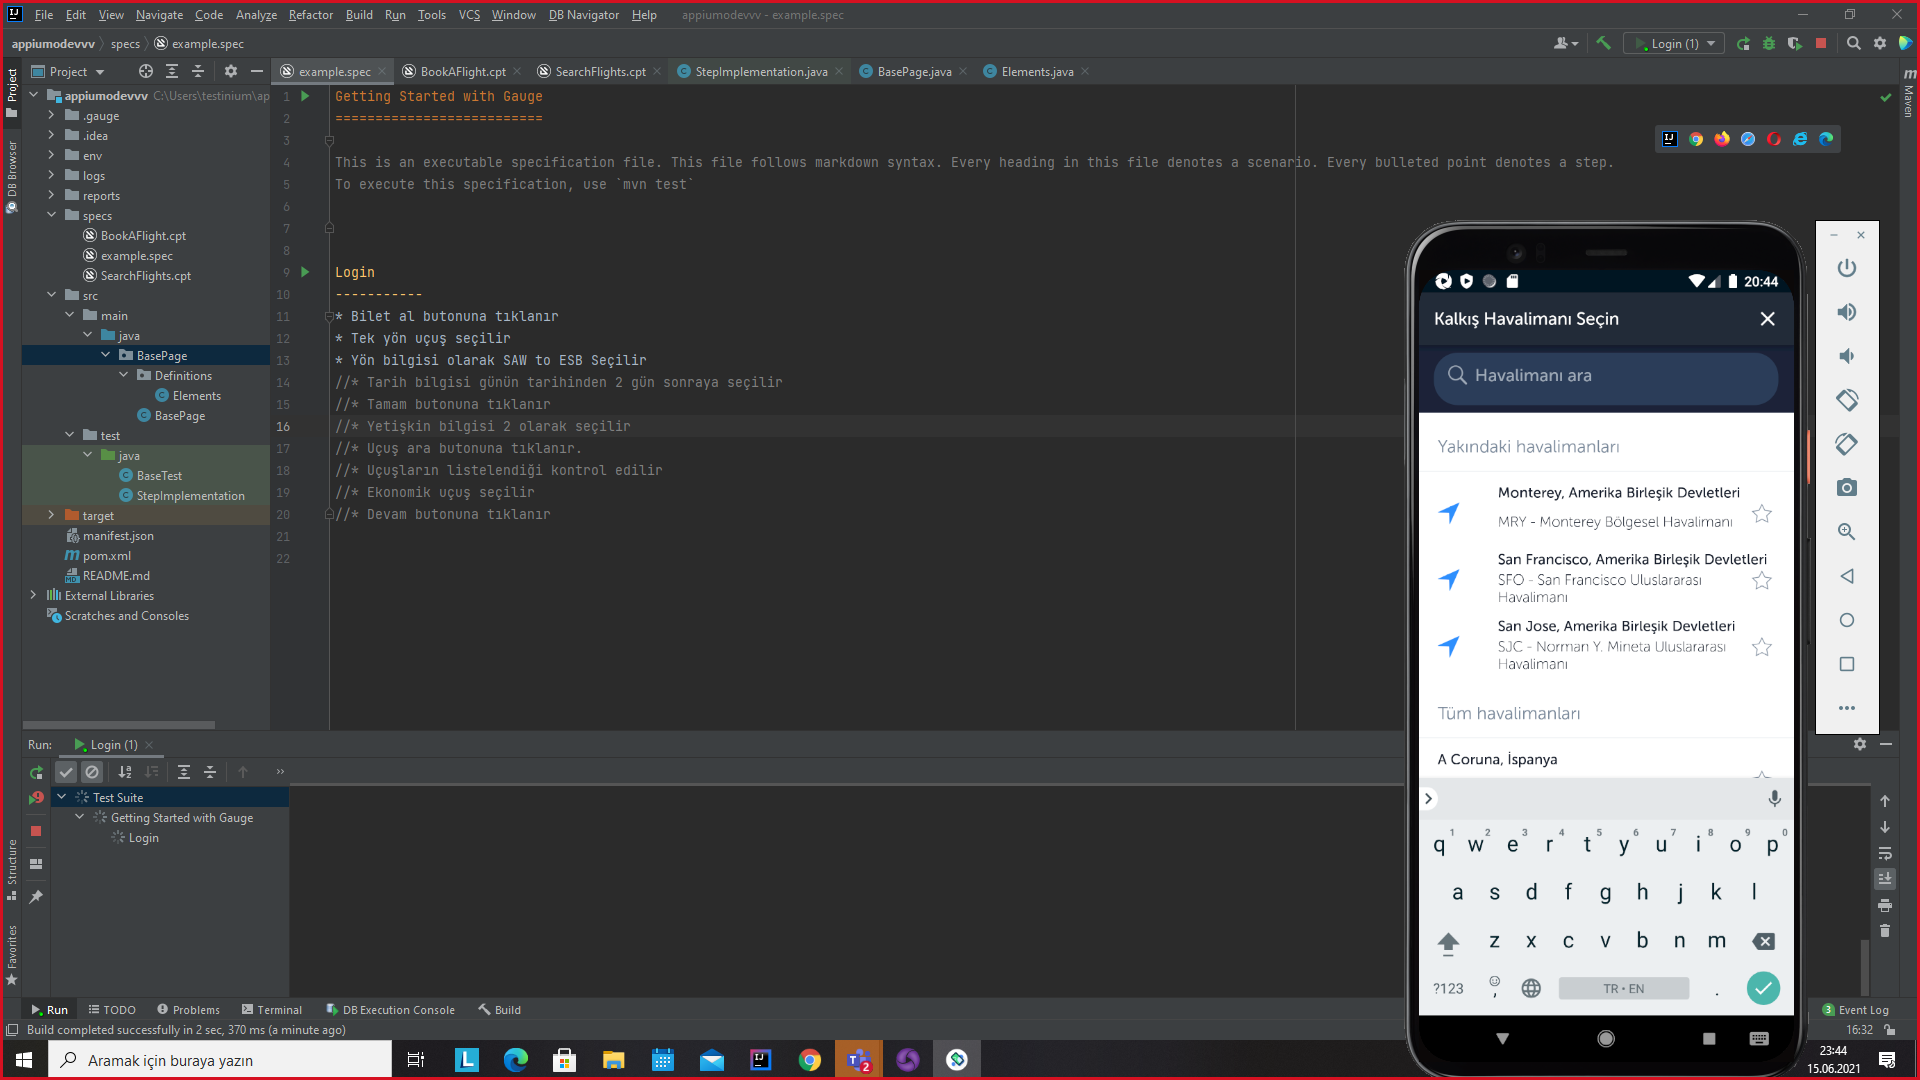 File Edit View Navigate Code Analyze Refactor Build Run Tools VCS Window DB Navigator Help appiumodevvv - example.spec
appiumodevvv specs example.spec
Login (1)
Project
example.spec BookAFlight.cpt SearchFlights.cpt StepImplementation.java BasePage.java Elements.java
Project
DB Browser
Structure
Favorites
Maven
appiumodevvv C:\Users\testinium\ap
.gauge
.idea
env
logs
reports
specs
BookAFlight.cpt
example.spec
SearchFlights.cpt
src
main
java
BasePage
Definitions
Elements
BasePage
test
java
BaseTest
StepImplementation
target
manifest.json
pom.xml
README.md
External Libraries
Scratches and Consoles
1 Getting Started with Gauge
2 ==========================
3
4 This is an executable specification file. This file follows markdown syntax. Every heading in this file denotes a scenario. Every bulleted point denotes a step.
5 To execute this specification, use `mvn test`
6
7
8
9 Login
10 -----------
11 * Bilet al butonuna tıklanır
12 * Tek yön uçuş seçilir
13 * Yön bilgisi olarak SAW to ESB Seçilir
14 //* Tarih bilgisi günün tarihinden 2 gün sonraya seçilir
15 //* Tamam butonuna tıklanır
16 //* Yetişkin bilgisi 2 olarak seçilir
17 //* Uçuş ara butonuna tıklanır.
18 //* Uçuşların listelendiği kontrol edilir
19 //* Ekonomik uçuş seçilir
20 //* Devam butonuna tıklanır
21
22
20:44
Kalkış Havalimanı Seçin
Havalimanı ara
Yakındaki havalimanları
Monterey, Amerika Birleşik Devletleri
MRY - Monterey Bölgesel Havalimanı
San Francisco, Amerika Birleşik Devletleri
SFO - San Francisco Uluslararası
Havalimanı
San Jose, Amerika Birleşik Devletleri
SJC - Norman Y. Mineta Uluslararası
Havalimanı
Tüm havalimanları
A Coruna, İspanya
1 2 3 4 5 6 7 8 9 0
q w e r t y u i o p
a s d f g h j k l
z x c v b n m
?123 , TR • EN .
Run: Login (1)
Test Suite
Getting Started with Gauge
Login
Run TODO Problems Terminal DB Execution Console Build
3 Event Log
Build completed successfully in 2 sec, 370 ms (a minute ago)
16:32
Aramak için buraya yazın
2
23:44
15.06.2021